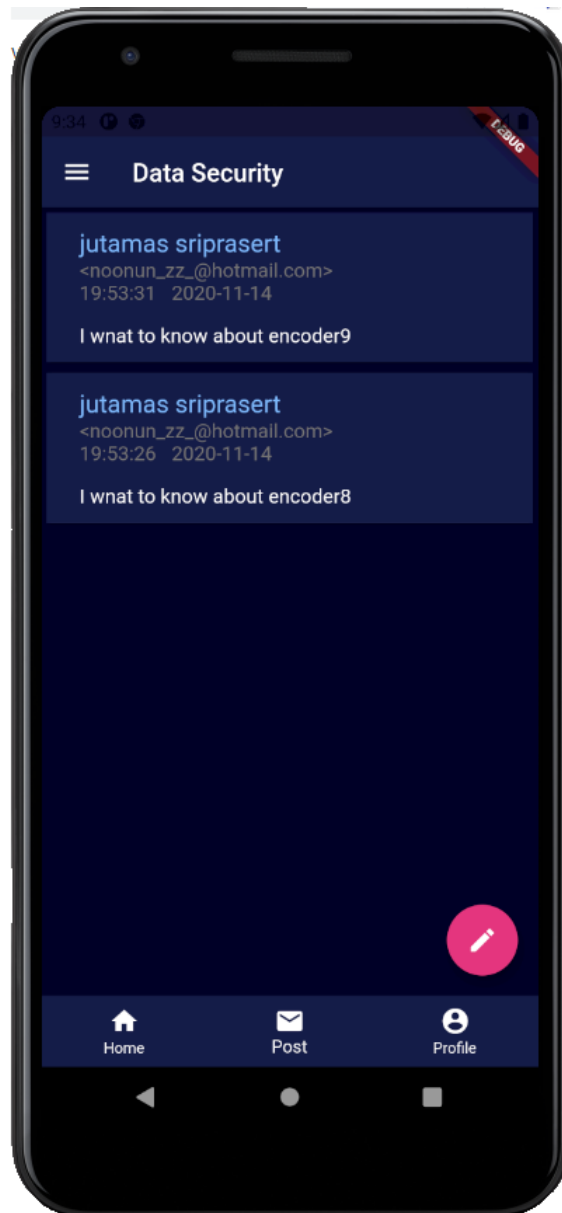 9:34
DEBUG
Data Security
jutamas sriprasert
<noonun_zz_@hotmail.com>
19:53:31 2020-11-14
I wnat to know about encoder9
jutamas sriprasert
<noonun_zz_@hotmail.com>
19:53:26 2020-11-14
I wnat to know about encoder8
Home
Post
Profile